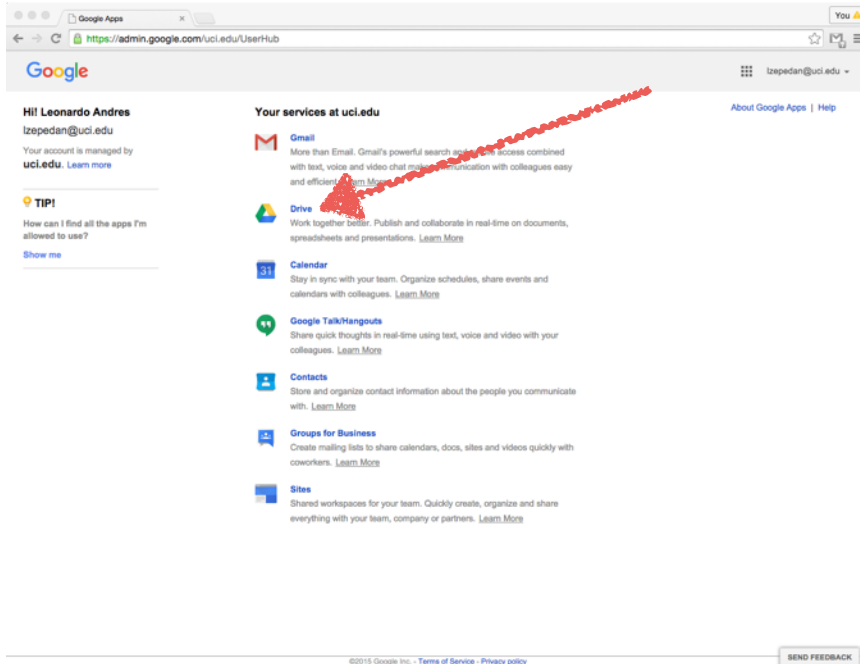 Google Apps
You
https://admin.google.com/uci.edu/UserHub
Google
lzepedan@uci.edu
Hi! Leonardo Andres
lzepedan@uci.edu
Your account is managed by
uci.edu. Learn more
TIP!
How can I find all the apps I'm
allowed to use?
Show me
Your services at uci.edu
About Google Apps | Help
Gmail
More than Email. Gmail's powerful search and access combined
with text, voice and video chat make communication with colleagues easy
and efficient. Learn More
Drive
Work together better. Publish and collaborate in real-time on documents,
spreadsheets and presentations. Learn More
31
Calendar
Stay in sync with your team. Organize schedules, share events and
calendars with colleagues. Learn More
Google Talk/Hangouts
Share quick thoughts in real-time using text, voice and video with your
colleagues. Learn More
Contacts
Store and organize contact information about the people you communicate
with. Learn More
Groups for Business
Create mailing lists to share calendars, docs, sites and videos quickly with
coworkers. Learn More
Sites
Shared workspaces for your team. Quickly create, organize and share
everything with your team, company or partners. Learn More
©2015 Google Inc. - Terms of Service - Privacy policy
SEND FEEDBACK